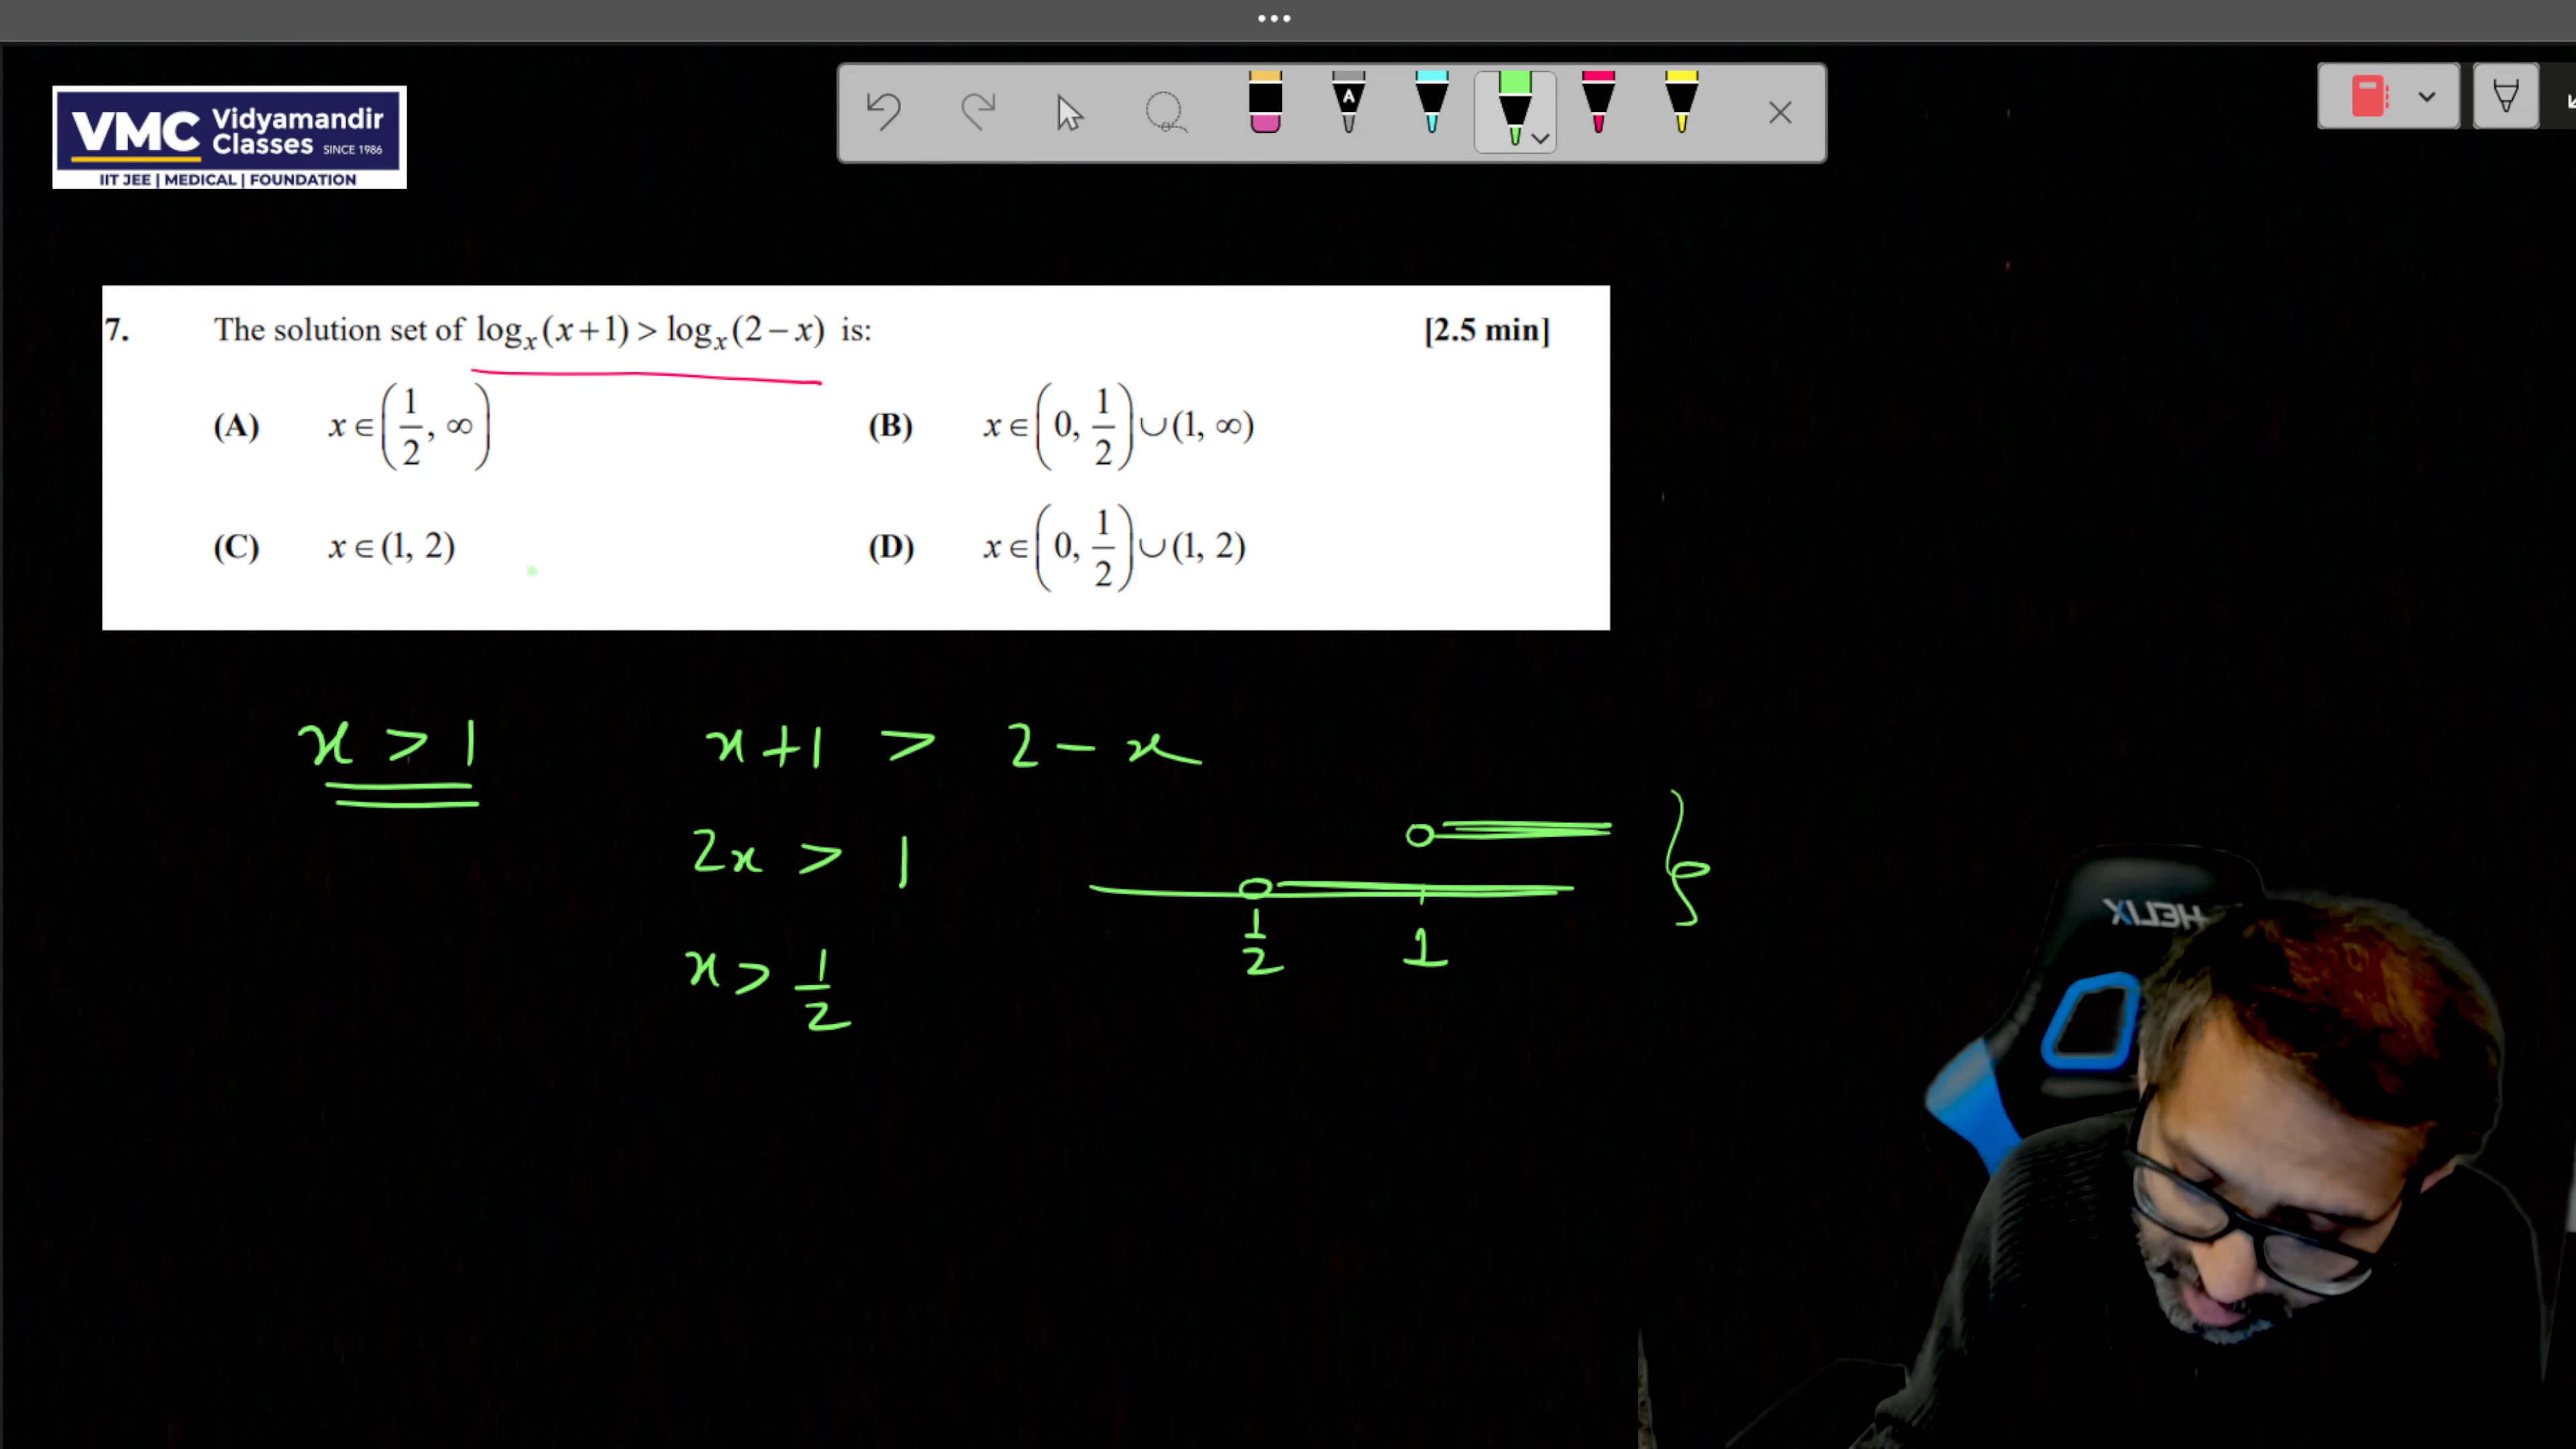 VMC Vidyamandir Classes SINCE 1986
IIT JEE | MEDICAL | FOUNDATION
A
7. The solution set of logₓ(x+1) > logₓ(2−x) is: [2.5 min]
(A) x ∈ (1/2, ∞) (B) x ∈ (0, 1/2) ∪ (1, ∞)
(C) x ∈ (1, 2) (D) x ∈ (0, 1/2) ∪ (1, 2)
x > 1 x+1 > 2 − x
2x > 1
x > 1/2
1/2 1
HELIX